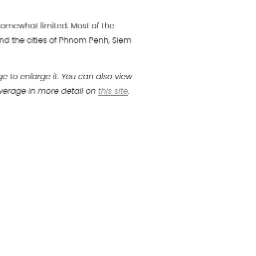 somewhat limited. Most of the
nd the cities of Phnom Penh, Siem
ge to enlarge it. You can also view
verage in more detail on this site.